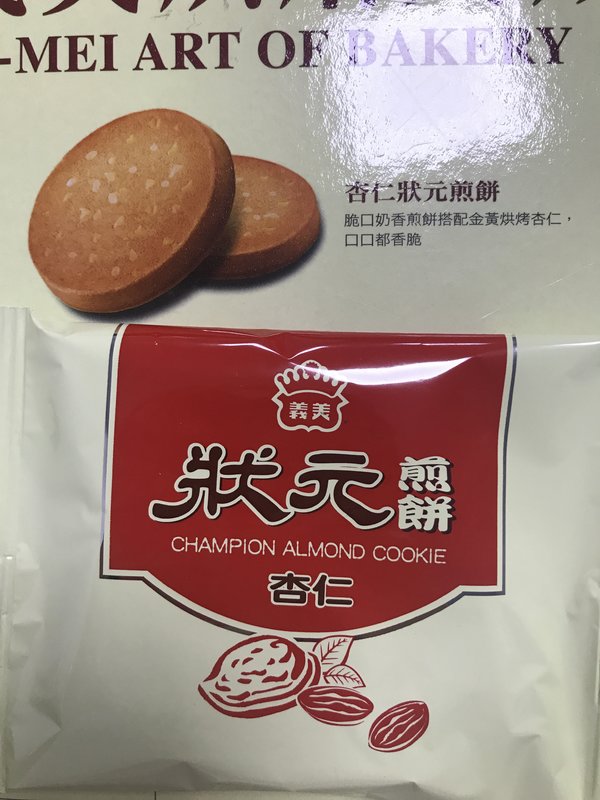 -MEI ART OF BAKERY
杏仁狀元煎餅
脆口奶香煎餅搭配金黃烘烤杏仁，
口口都香脆
義美
狀元煎餅
CHAMPION ALMOND COOKIE
杏仁